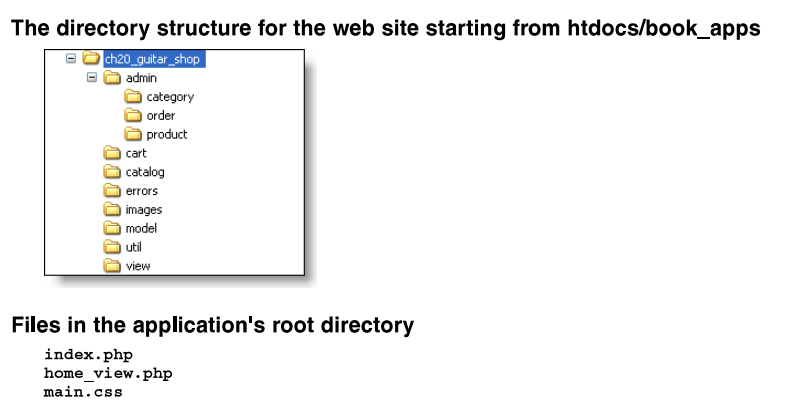 The directory structure for the web site starting from htdocs/book_apps
ch20_guitar_shop
admin
category
order
product
cart
catalog
errors
images
model
util
view
Files in the application's root directory
index.php
home_view.php
main.css